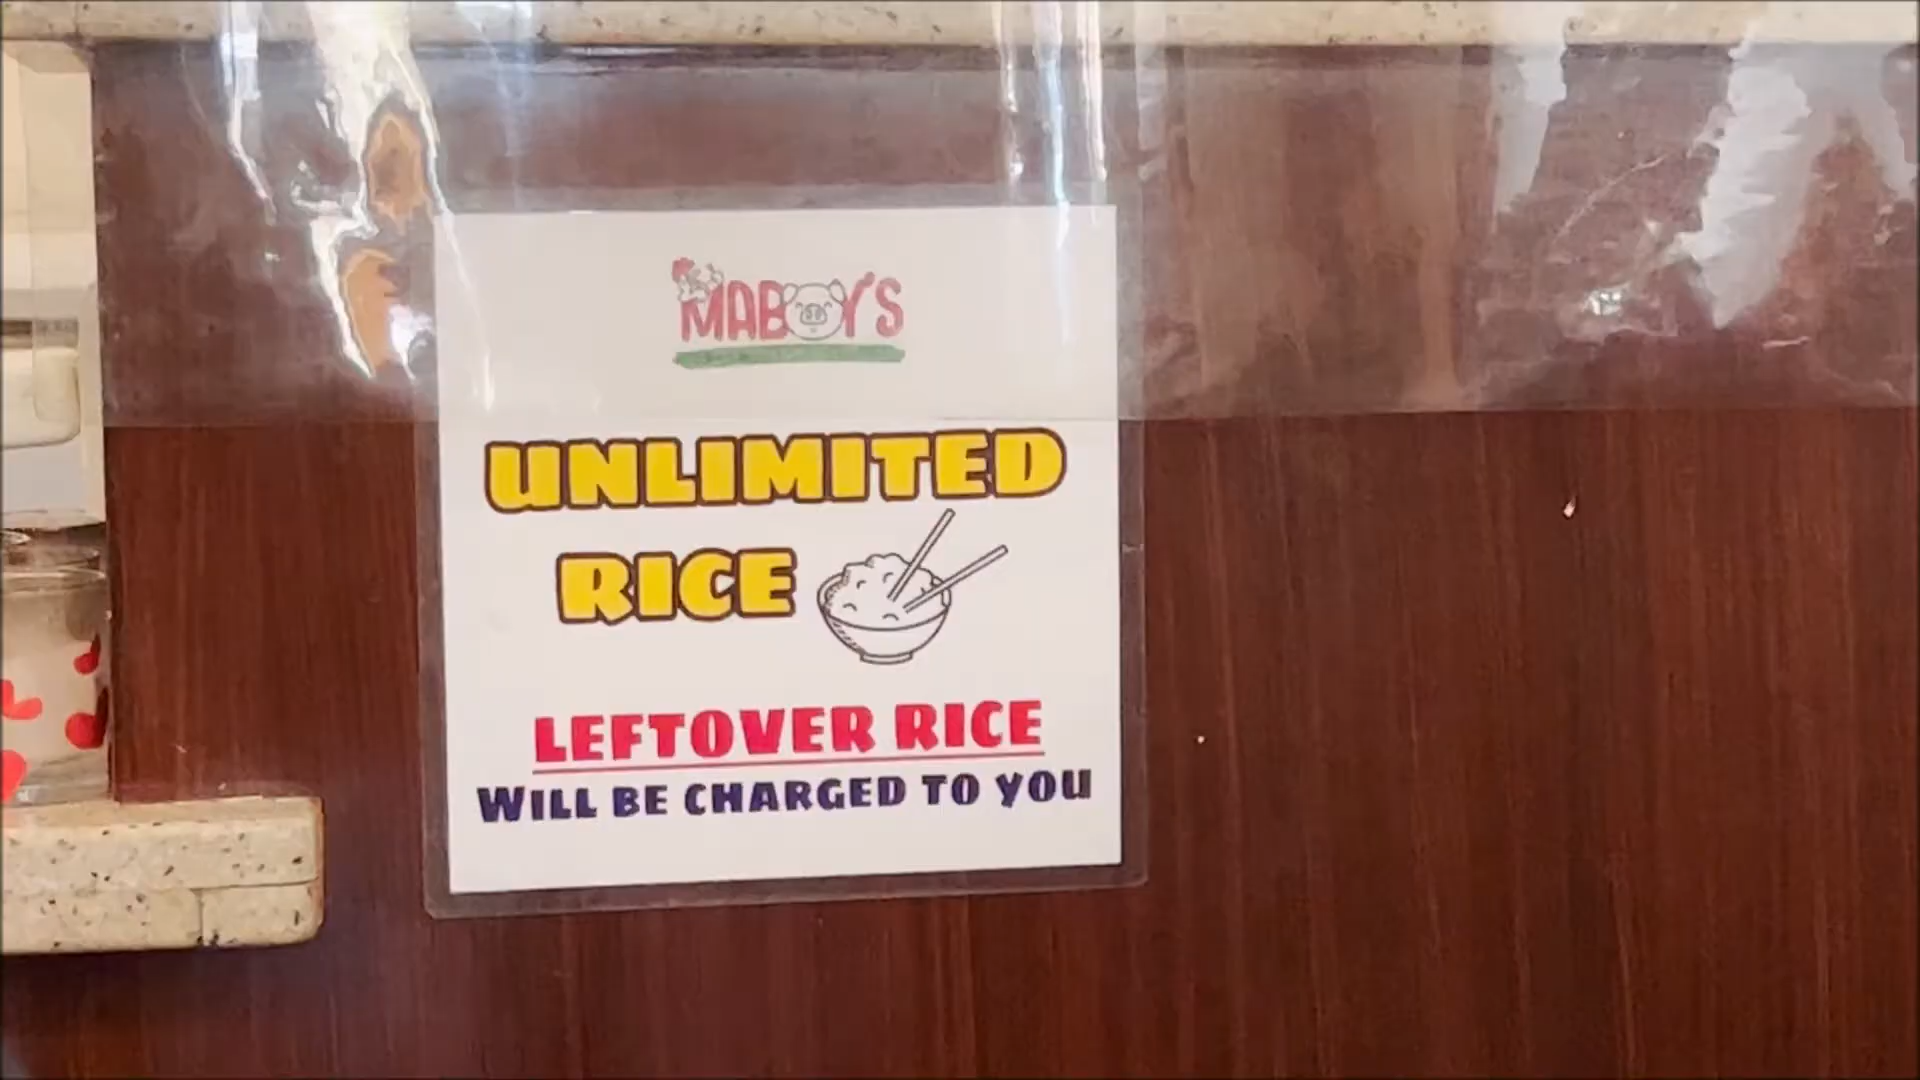 MABOY'S
UNLIMITED
RICE
LEFTOVER RICE
WILL BE CHARGED TO YOU